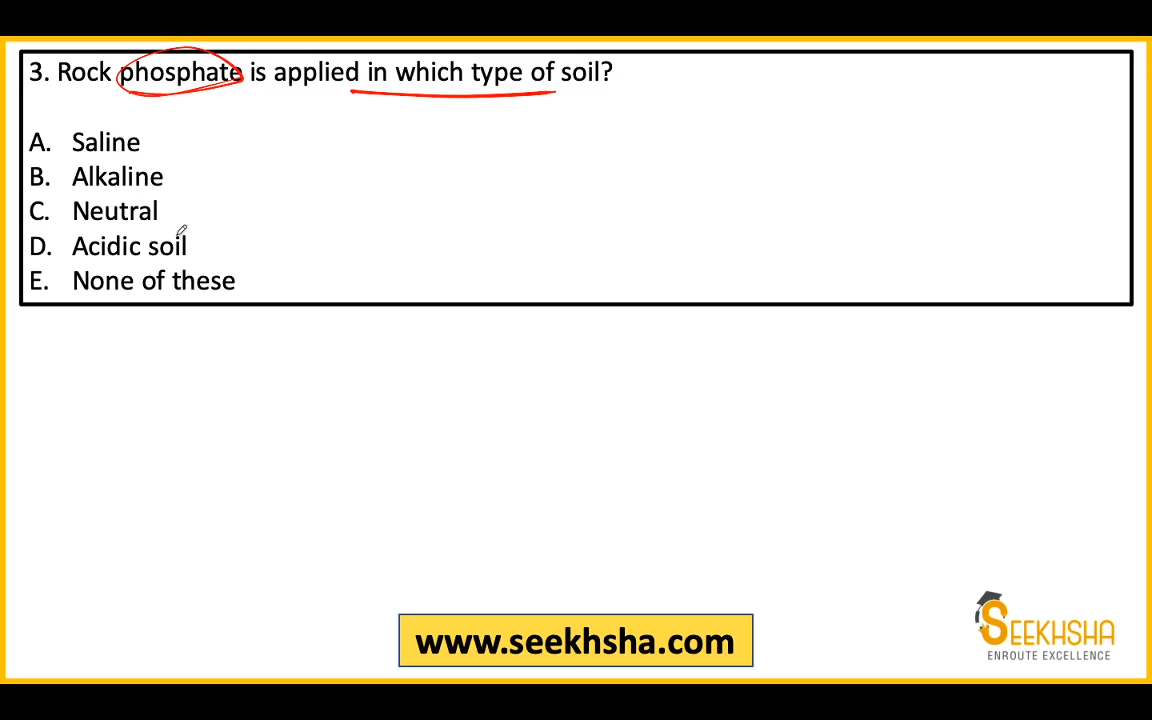 3. Rock phosphate is applied in which type of soil?
A. Saline
B. Alkaline
C. Neutral
D. Acidic soil
E. None of these
www.seekhsha.com
SEEKHSHA
ENROUTE EXCELLENCE